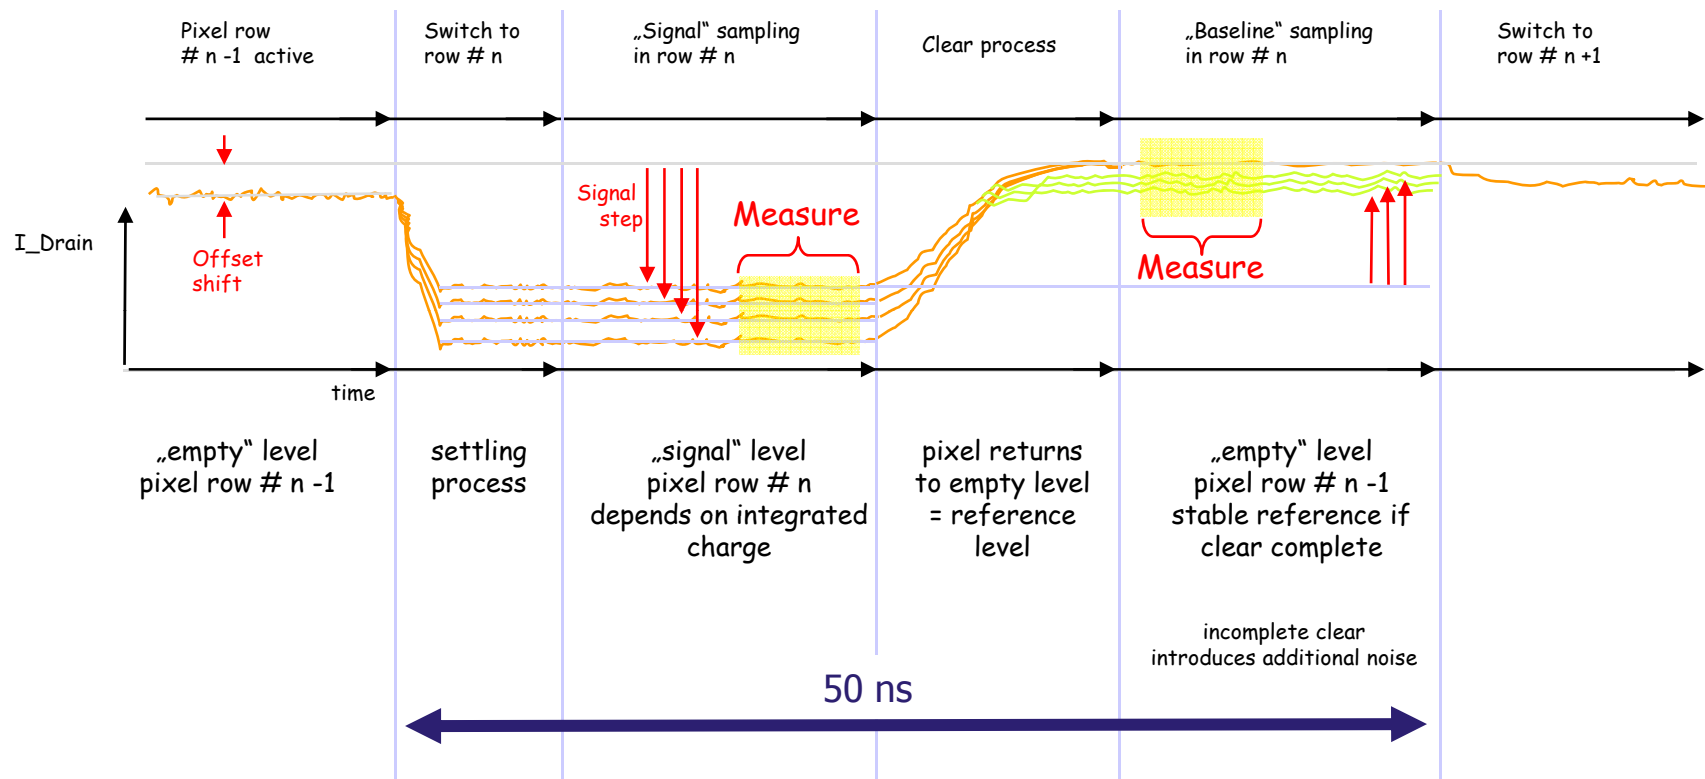 Pixel row
# n -1 active
Switch to
row # n
„Signal“ sampling
in row # n
Clear process
„Baseline“ sampling
in row # n
Switch to
row # n +1
I_Drain
Offset
shift
Signal
step
Measure
Measure
time
„empty“ level
pixel row # n -1
settling
process
„signal“ level
pixel row # n
depends on integrated
charge
pixel returns
to empty level
= reference
level
„empty“ level
pixel row # n -1
stable reference if
clear complete
incomplete clear
introduces additional noise
50 ns